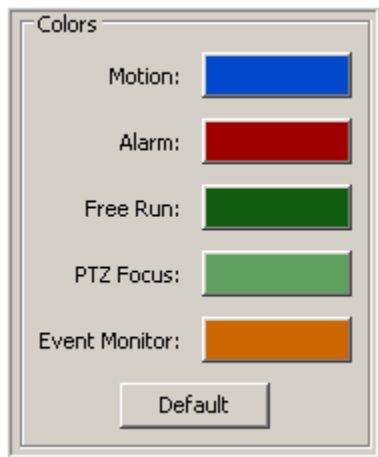 Colors
Motion:
Alarm:
Free Run:
PTZ Focus:
Event Monitor:
Default